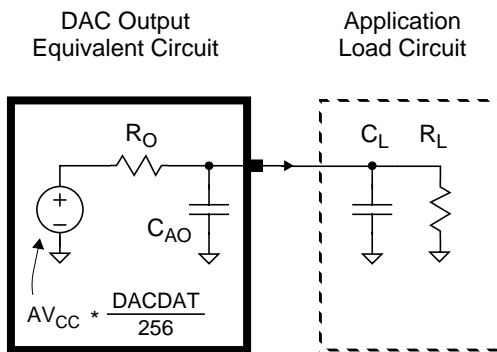 DAC Output
Equivalent Circuit
Application
Load Circuit
R_O
C_L
R_L
+
−
C_AO
AV_CC * DACDAT
256